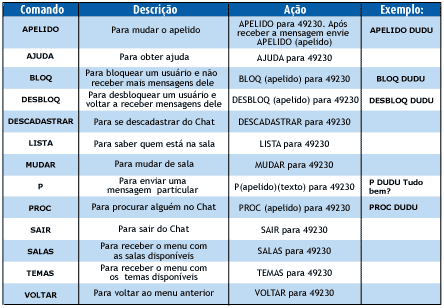 Comando Descrição Ação Exemplo:
APELIDO Para mudar o apelido APELIDO para 49230. Após
receber a mensagem envie
APELIDO (apelido) APELIDO DUDU
AJUDA Para obter ajuda AJUDA para 49230
BLOQ Para bloquear um usuário e não
receber mais mensagens dele BLOQ (apelido) para 49230 BLOQ DUDU
DESBLOQ Para desbloquear um usuário e
voltar a receber mensagens dele DESBLOQ (apelido) para 49230 DESBLOQ DUDU
DESCADASTRAR Para se descadastrar do Chat DESCADASTRAR para 49230
LISTA Para saber quem está na sala LISTA para 49230
MUDAR Para mudar de sala MUDAR para 49230
P Para enviar uma
mensagem particular P(apelido)(texto) para 49230 P DUDU Tudo
bem?
PROC Para procurar alguém no Chat PROC (apelido) para 49230 PROC DUDU
SAIR Para sair do Chat SAIR para 49230
SALAS Para receber o menu com
as salas disponíveis SALAS para 49230
TEMAS Para receber o menu com
os temas disponíveis TEMAS para 49230
VOLTAR Para voltar ao menu anterior VOLTAR para 49230